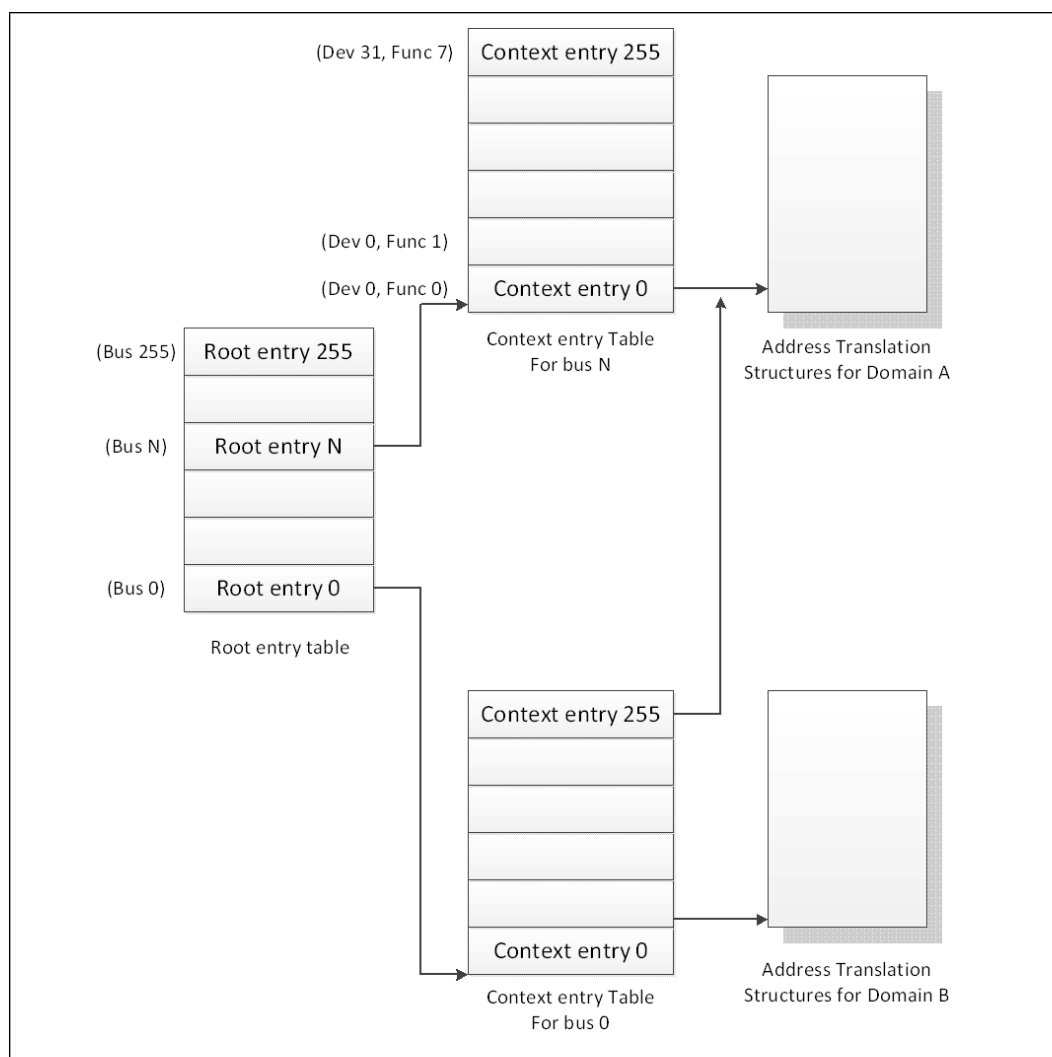 (Dev 31, Func 7)
Context entry 255
(Dev 0, Func 1)
(Dev 0, Func 0)
Context entry 0
Context entry Table
For bus N
Address Translation
Structures for Domain A
(Bus 255)
Root entry 255
(Bus N)
Root entry N
(Bus 0)
Root entry 0
Root entry table
Context entry 255
Context entry 0
Context entry Table
For bus 0
Address Translation
Structures for Domain B